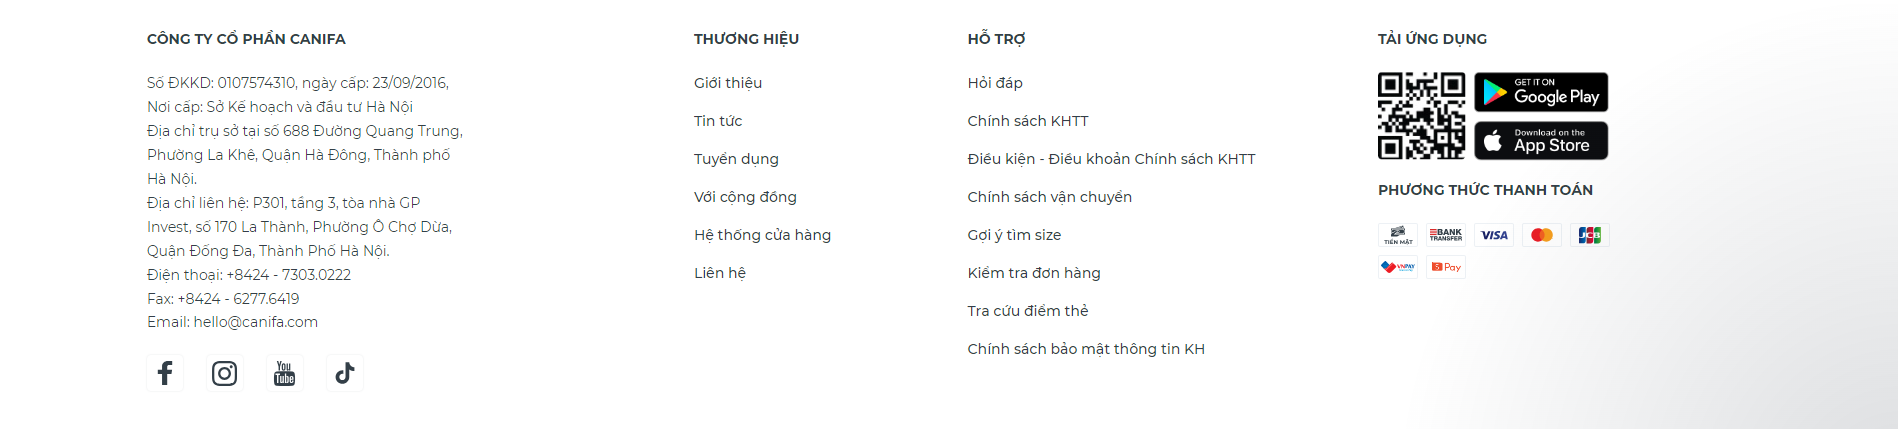 CÔNG TY CỔ PHẦN CANIFA
Số ĐKKD: 0107574310, ngày cấp: 23/09/2016,
Nơi cấp: Sở Kế hoạch và đầu tư Hà Nội
Địa chỉ trụ sở tại số 688 Đường Quang Trung,
Phường La Khê, Quận Hà Đông, Thành phố
Hà Nội.
Địa chỉ liên hệ: P301, tầng 3, tòa nhà GP
Invest, số 170 La Thành, Phường Ô Chợ Dừa,
Quận Đống Đa, Thành Phố Hà Nội.
Điện thoại: +8424 - 7303.0222
Fax: +8424 - 6277.6419
Email: hello@canifa.com
You
Tube
THƯƠNG HIỆU
Giới thiệu
Tin tức
Tuyển dụng
Với cộng đồng
Hệ thống cửa hàng
Liên hệ
HỖ TRỢ
Hỏi đáp
Chính sách KHTT
Điều kiện - Điều khoản Chính sách KHTT
Chính sách vận chuyển
Gợi ý tìm size
Kiểm tra đơn hàng
Tra cứu điểm thẻ
Chính sách bảo mật thông tin KH
TẢI ỨNG DỤNG
GET IT ON
Google Play
Download on the
App Store
PHƯƠNG THỨC THANH TOÁN
TIỀN MẶT
BANK
TRANSFER
VISA
JCB
VNPAY
Pay